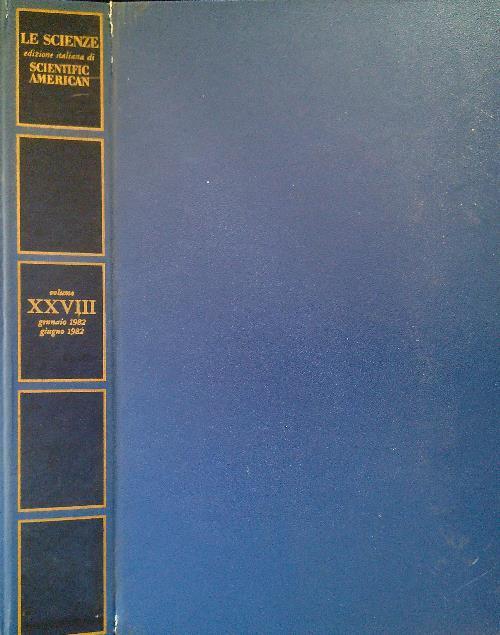 LE SCIENZE
edizione italiana di
SCIENTIFIC
AMERICAN
volume
XXVIII
gennaio 1982
giugno 1982